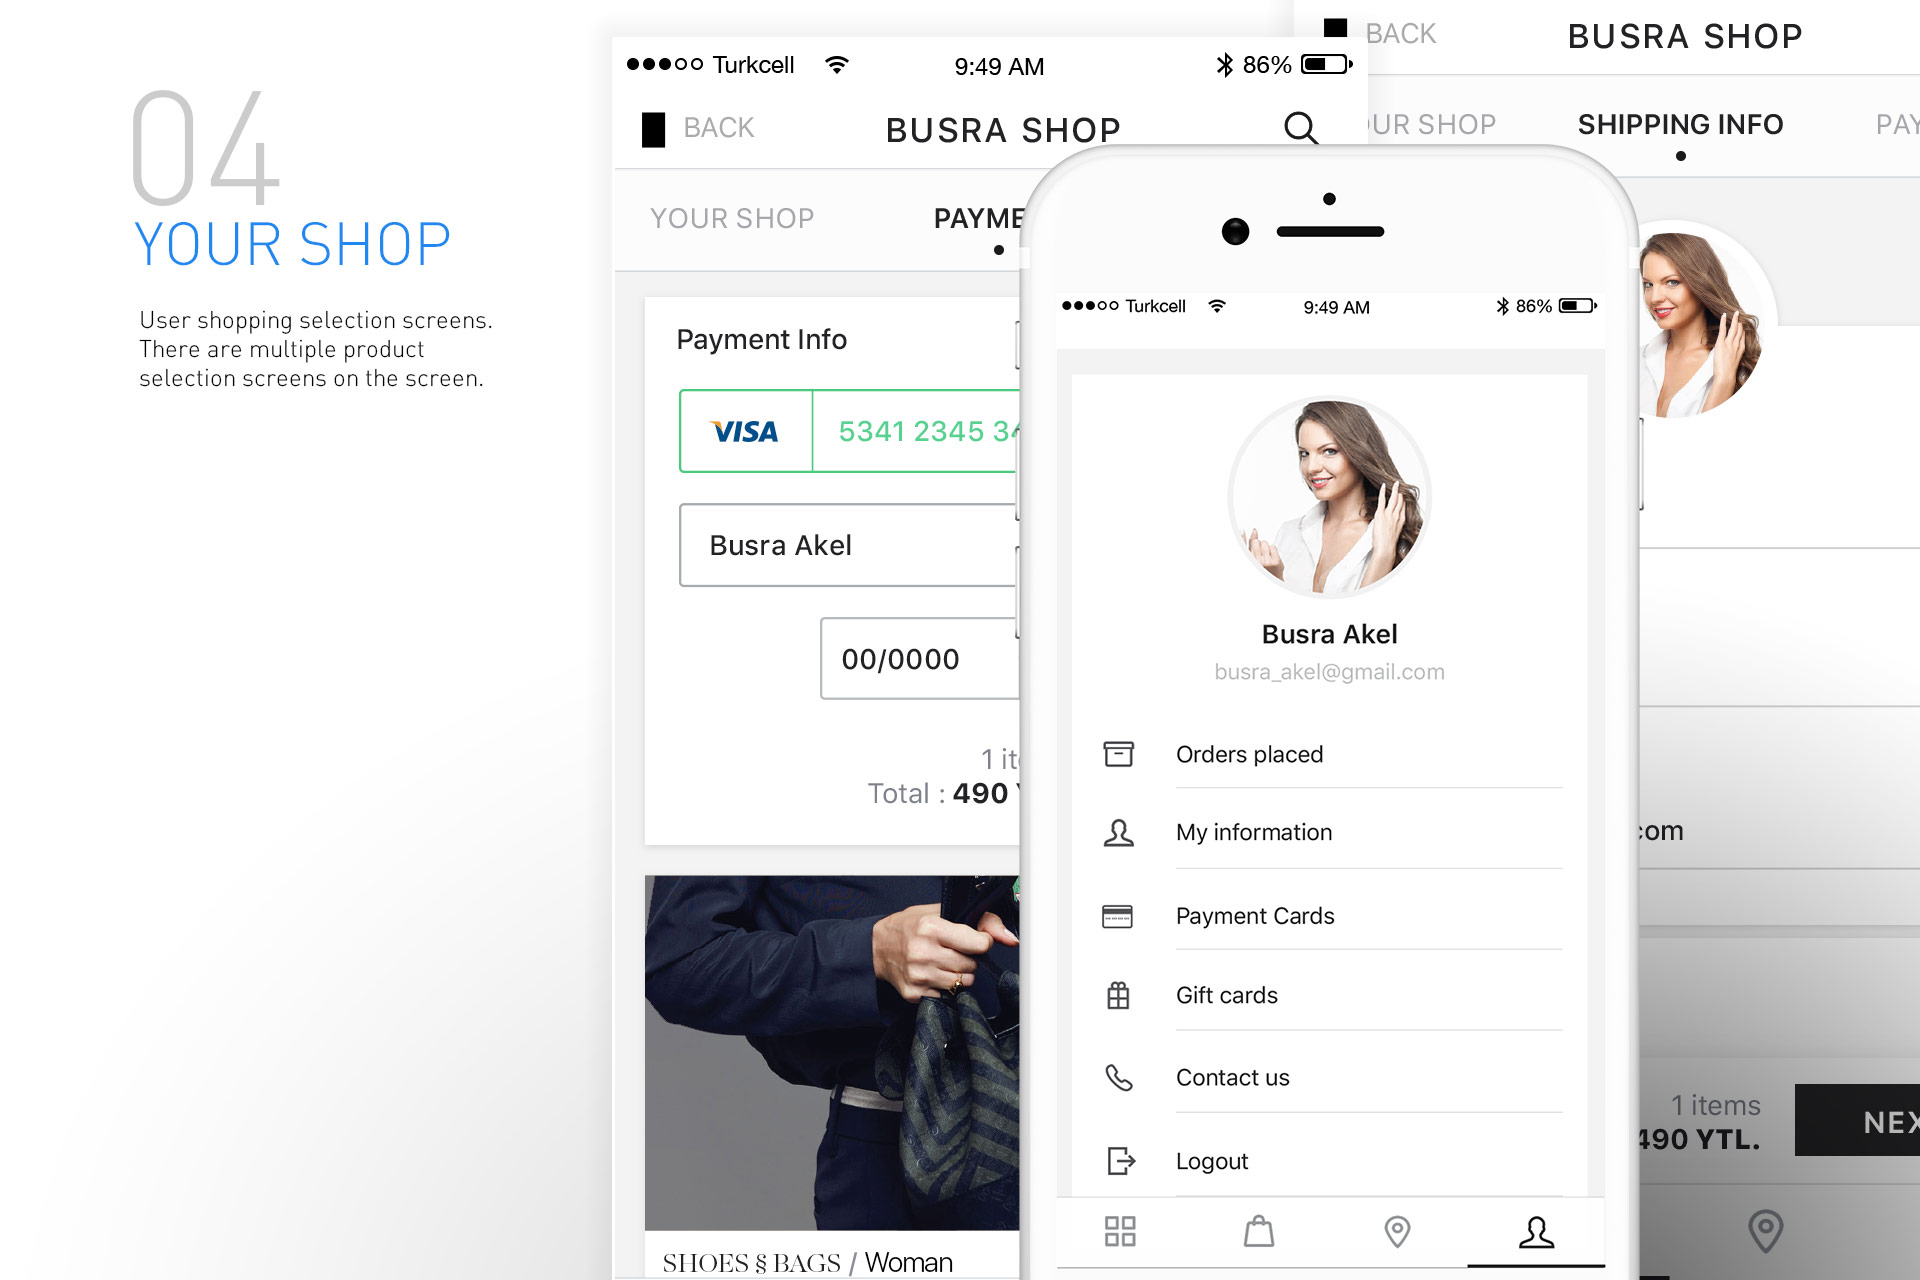 04
YOUR SHOP
User shopping selection screens.
There are multiple product
selection screens on the screen.
Turkcell 9:49 AM 86%
BACK BUSRA SHOP
YOUR SHOP PAYME
Payment Info
VISA 5341 2345 34
Busra Akel
00/0000
1 it
Total : 490
SHOES § BAGS / Woman
Turkcell 9:49 AM 86%
Busra Akel
busra_akel@gmail.com
Orders placed
My information
Payment Cards
Gift cards
Contact us
Logout
BACK BUSRA SHOP
UR SHOP SHIPPING INFO PAY
com
1 items
490 YTL.
NEX